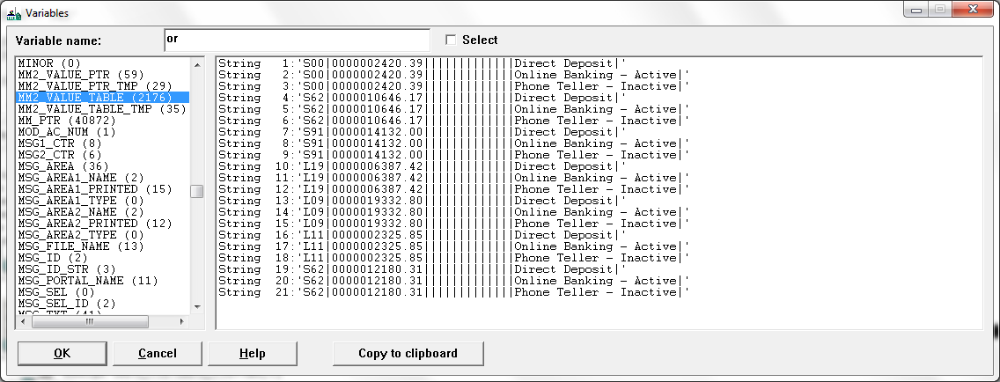 Variables
Variable name:
or
Select
MINOR (0)
MM2_VALUE_PTR (59)
MM2_VALUE_PTR_TMP (29)
MM2_VALUE_TABLE (2176)
MM2_VALUE_TABLE_TMP (35)
MM_PTR (40872)
MOD_AC_NUM (1)
MSG1_CTR (8)
MSG2_CTR (6)
MSG_AREA (36)
MSG_AREA1_NAME (2)
MSG_AREA1_PRINTED (15)
MSG_AREA1_TYPE (0)
MSG_AREA2_NAME (2)
MSG_AREA2_PRINTED (12)
MSG_AREA2_TYPE (0)
MSG_FILE_NAME (13)
MSG_ID (2)
MSG_ID_STR (3)
MSG_PORTAL_NAME (11)
MSG_SEL (0)
MSG_SEL_ID (2)
MSG_TXT (41)
String   1:'S00|0000002420.39|||||||||||||Direct Deposit|'
String   2:'S00|0000002420.39|||||||||||||Online Banking - Active|'
String   3:'S00|0000002420.39|||||||||||||Phone Teller - Inactive|'
String   4:'S62|0000010646.17|||||||||||||Direct Deposit|'
String   5:'S62|0000010646.17|||||||||||||Online Banking - Active|'
String   6:'S62|0000010646.17|||||||||||||Phone Teller - Inactive|'
String   7:'S91|0000014132.00|||||||||||||Direct Deposit|'
String   8:'S91|0000014132.00|||||||||||||Online Banking - Active|'
String   9:'S91|0000014132.00|||||||||||||Phone Teller - Inactive|'
String  10:'L19|0000006387.42|||||||||||||Direct Deposit|'
String  11:'L19|0000006387.42|||||||||||||Online Banking - Active|'
String  12:'L19|0000006387.42|||||||||||||Phone Teller - Inactive|'
String  13:'L09|0000019332.80|||||||||||||Direct Deposit|'
String  14:'L09|0000019332.80|||||||||||||Online Banking - Active|'
String  15:'L09|0000019332.80|||||||||||||Phone Teller - Inactive|'
String  16:'L11|0000002325.85|||||||||||||Direct Deposit|'
String  17:'L11|0000002325.85|||||||||||||Online Banking - Active|'
String  18:'L11|0000002325.85|||||||||||||Phone Teller - Inactive|'
String  19:'S62|0000012180.31|||||||||||||Direct Deposit|'
String  20:'S62|0000012180.31|||||||||||||Online Banking - Active|'
String  21:'S62|0000012180.31|||||||||||||Phone Teller - Inactive|'
OK
Cancel
Help
Copy to clipboard